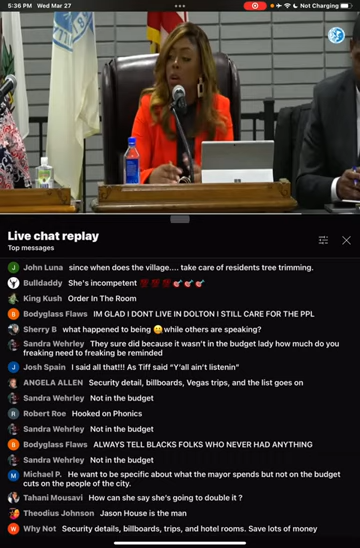 5:36 PM Wed Mar 27
Not Charging
Live chat replay
Top messages
John Luna since when does the village.... take care of residents tree trimming.
Bulldaddy She's incompetent 💯💯💯🎯🎯🎯
King Kush Order In The Room
Bodyglass Flaws IM GLAD I DONT LIVE IN DOLTON I STILL CARE FOR THE PPL
Sherry B what happened to being 😋 while others are speaking?
Sandra Wehrley They sure did because it wasn't in the budget lady how much do you
freaking need to freaking be reminded
Josh Spain I said all that!!! As Tiff said "Y'all ain't listenin"
ANGELA ALLEN Security detail, billboards, Vegas trips, and the list goes on
Sandra Wehrley Not in the budget
Robert Roe Hooked on Phonics
Sandra Wehrley Not in the budget
Bodyglass Flaws ALWAYS TELL BLACKS FOLKS WHO NEVER HAD ANYTHING
Sandra Wehrley Not in the budget
Michael P. He want to be specific about what the mayor spends but not on the budget
cuts on the people of the city.
Tahani Mousavi How can she say she's going to double it ?
Theodius Johnson Jason House is the man
Why Not Security details, billboards, trips, and hotel rooms. Save lots of money